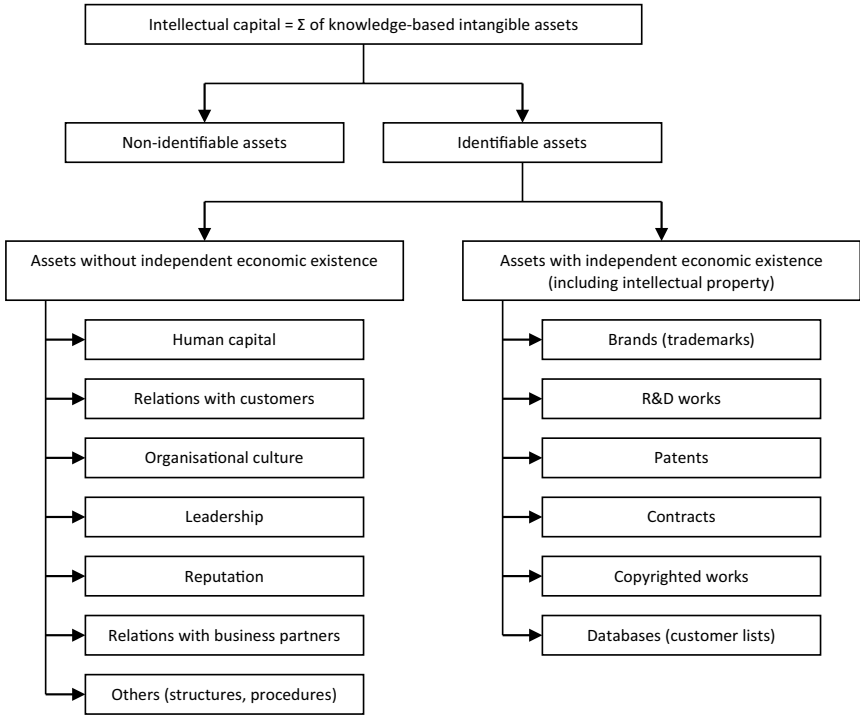 Intellectual capital = Σ of knowledge-based intangible assets
Non-identifiable assets
Identifiable assets
Assets without independent economic existence
Assets with independent economic existence
(including intellectual property)
Human capital
Relations with customers
Organisational culture
Leadership
Reputation
Relations with business partners
Others (structures, procedures)
Brands (trademarks)
R&D works
Patents
Contracts
Copyrighted works
Databases (customer lists)